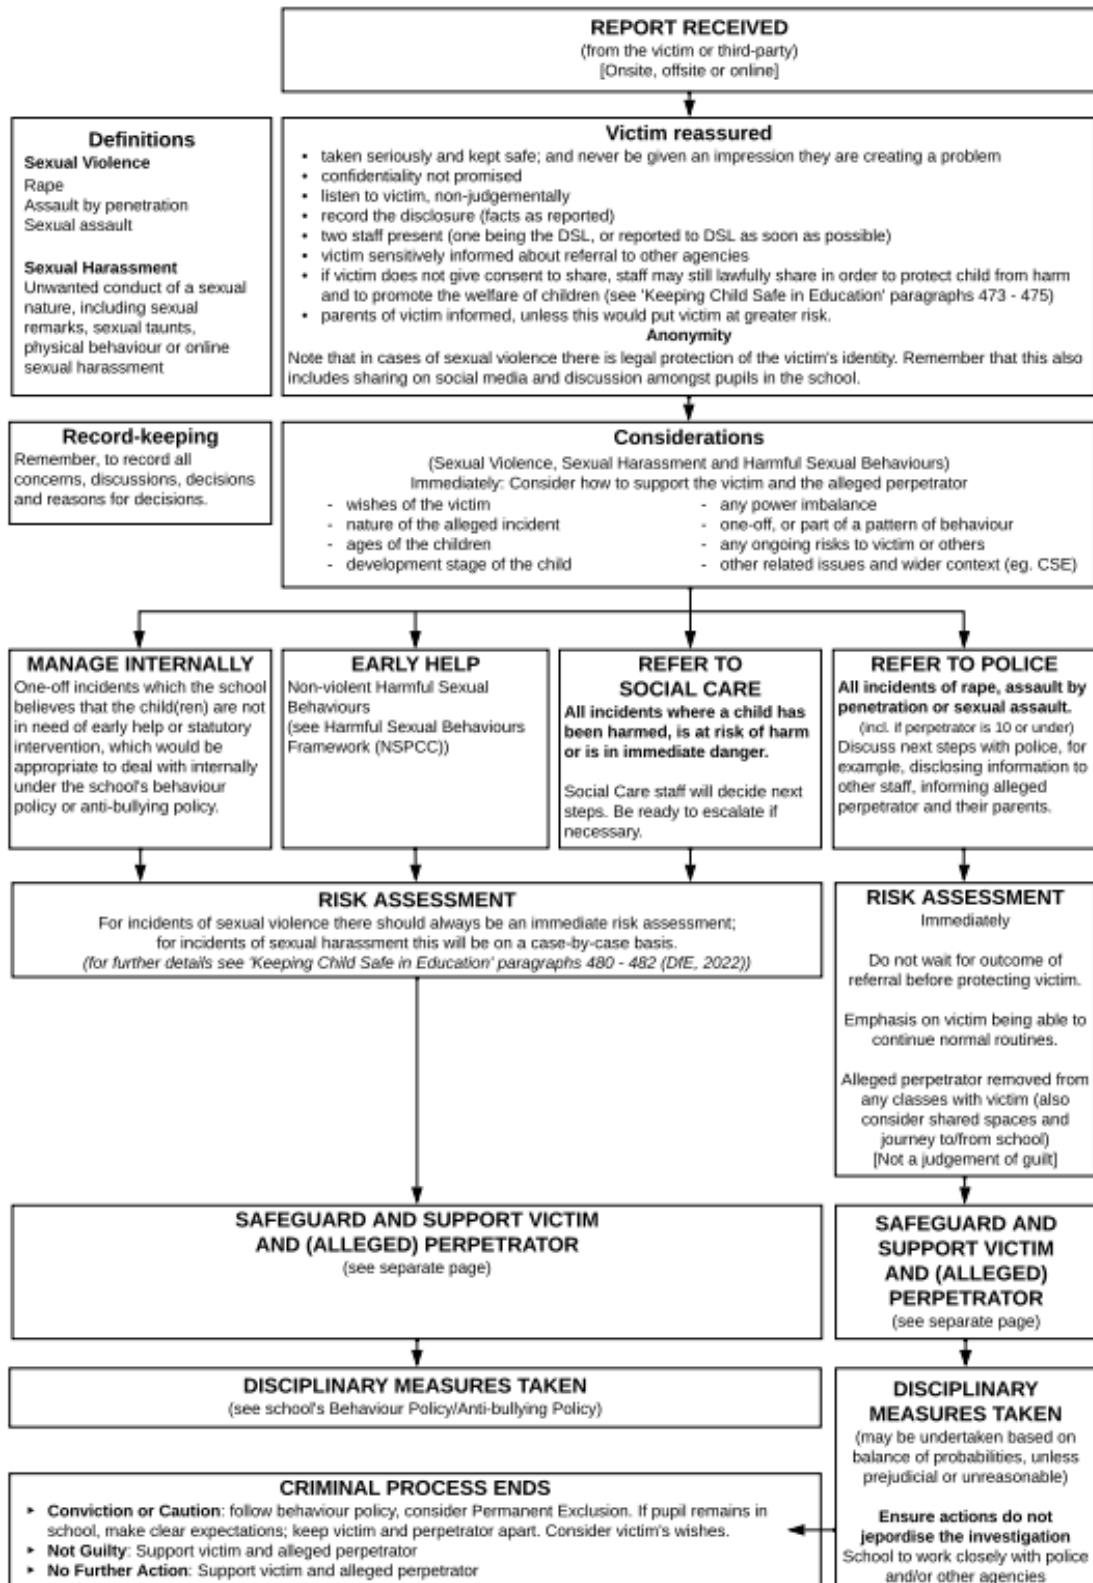 REPORT RECEIVED
(from the victim or third-party)
[Onsite, offsite or online]
Definitions
Sexual Violence
Rape
Assault by penetration
Sexual assault
Sexual Harassment
Unwanted conduct of a sexual
nature, including sexual
remarks, sexual taunts,
physical behaviour or online
sexual harassment
Victim reassured
• taken seriously and kept safe; and never be given an impression they are creating a problem
• confidentiality not promised
• listen to victim, non-judgementally
• record the disclosure (facts as reported)
• two staff present (one being the DSL, or reported to DSL as soon as possible)
• victim sensitively informed about referral to other agencies
• if victim does not give consent to share, staff may still lawfully share in order to protect child from harm
and to promote the welfare of children (see 'Keeping Child Safe in Education' paragraphs 473 - 475)
• parents of victim informed, unless this would put victim at greater risk.
Anonymity
Note that in cases of sexual violence there is legal protection of the victim's identity. Remember that this also
includes sharing on social media and discussion amongst pupils in the school.
Record-keeping
Remember, to record all
concerns, discussions, decisions
and reasons for decisions.
Considerations
(Sexual Violence, Sexual Harassment and Harmful Sexual Behaviours)
Immediately: Consider how to support the victim and the alleged perpetrator
- wishes of the victim
- nature of the alleged incident
- ages of the children
- development stage of the child
- any power imbalance
- one-off, or part of a pattern of behaviour
- any ongoing risks to victim or others
- other related issues and wider context (eg. CSE)
MANAGE INTERNALLY
One-off incidents which the school
believes that the child(ren) are not
in need of early help or statutory
intervention, which would be
appropriate to deal with internally
under the school's behaviour
policy or anti-bullying policy.
EARLY HELP
Non-violent Harmful Sexual
Behaviours
(see Harmful Sexual Behaviours
Framework (NSPCC))
REFER TO
SOCIAL CARE
All incidents where a child has
been harmed, is at risk of harm
or is in immediate danger.
Social Care staff will decide next
steps. Be ready to escalate if
necessary.
REFER TO POLICE
All incidents of rape, assault by
penetration or sexual assault.
(incl. if perpetrator is 10 or under)
Discuss next steps with police, for
example, disclosing information to
other staff, informing alleged
perpetrator and their parents.
RISK ASSESSMENT
For incidents of sexual violence there should always be an immediate risk assessment;
for incidents of sexual harassment this will be on a case-by-case basis.
(for further details see 'Keeping Child Safe in Education' paragraphs 480 - 482 (DfE, 2022))
RISK ASSESSMENT
Immediately
Do not wait for outcome of
referral before protecting victim.
Emphasis on victim being able to
continue normal routines.
Alleged perpetrator removed from
any classes with victim (also
consider shared spaces and
journey to/from school)
[Not a judgement of guilt]
SAFEGUARD AND SUPPORT VICTIM
AND (ALLEGED) PERPETRATOR
(see separate page)
SAFEGUARD AND
SUPPORT VICTIM
AND (ALLEGED)
PERPETRATOR
(see separate page)
DISCIPLINARY MEASURES TAKEN
(see school's Behaviour Policy/Anti-bullying Policy)
DISCIPLINARY
MEASURES TAKEN
(may be undertaken based on
balance of probabilities, unless
prejudicial or unreasonable)
Ensure actions do not
jepordise the investigation
School to work closely with police
and/or other agencies
CRIMINAL PROCESS ENDS
► Conviction or Caution: follow behaviour policy, consider Permanent Exclusion. If pupil remains in
school, make clear expectations; keep victim and perpetrator apart. Consider victim's wishes.
► Not Guilty: Support victim and alleged perpetrator
► No Further Action: Support victim and alleged perpetrator